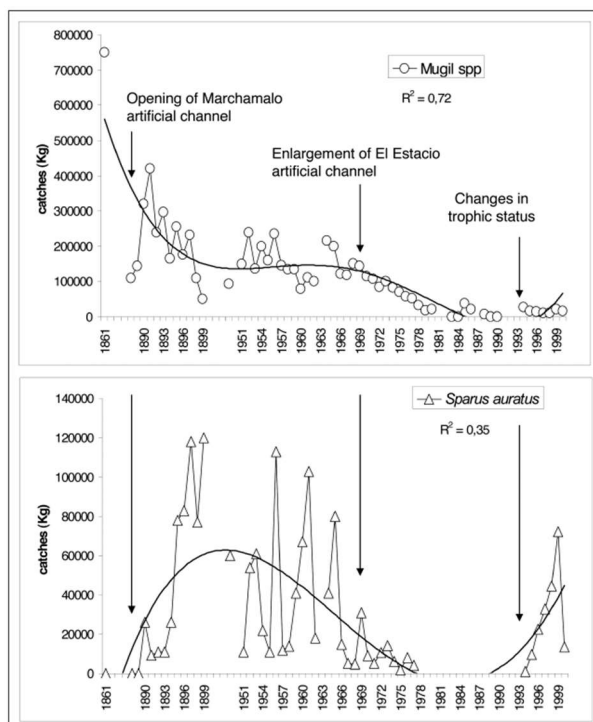 800000
700000
600000
500000
400000
300000
200000
100000
0
catches (Kg)
Mugil spp
R² = 0,72
Opening of Marchamalo
artificial channel
Enlargement of El Estacio
artificial channel
Changes in
trophic status
1861 1890 1893 1896 1899 1951 1954 1957 1960 1963 1966 1969 1972 1975 1978 1981 1984 1987 1990 1993 1996 1999
140000
120000
100000
80000
60000
40000
20000
0
catches (Kg)
Sparus auratus
R² = 0,35
1861 1890 1893 1896 1899 1951 1954 1957 1960 1963 1966 1969 1972 1975 1978 1981 1984 1987 1990 1993 1996 1999